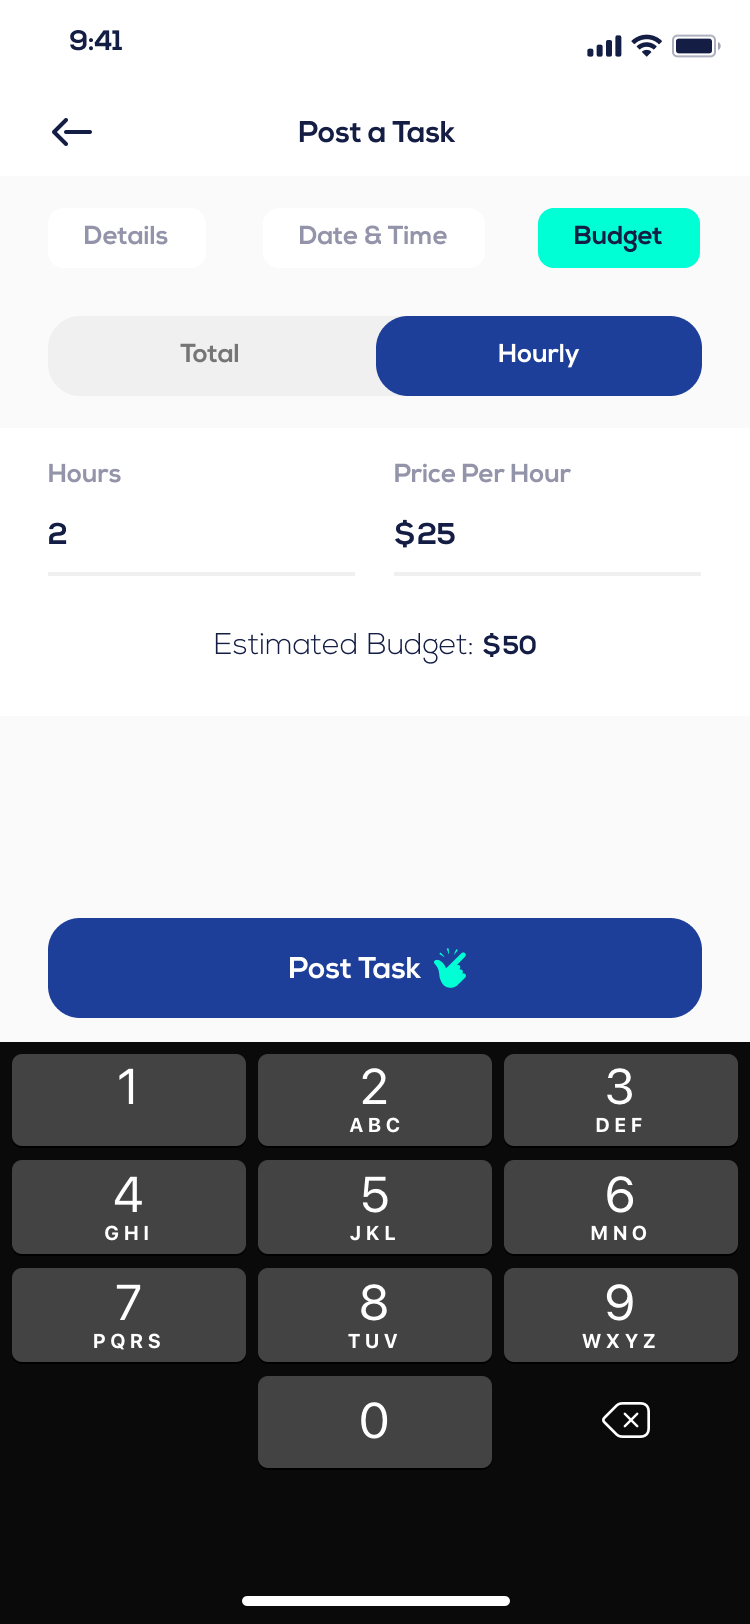 9:41
Post a Task
Details Date & Time Budget
Total Hourly
Hours Price Per Hour
2 $25
Estimated Budget: $50
Post Task
1 2 3
ABC DEF
4 5 6
GHI JKL MNO
7 8 9
PQRS TUV WXYZ
0